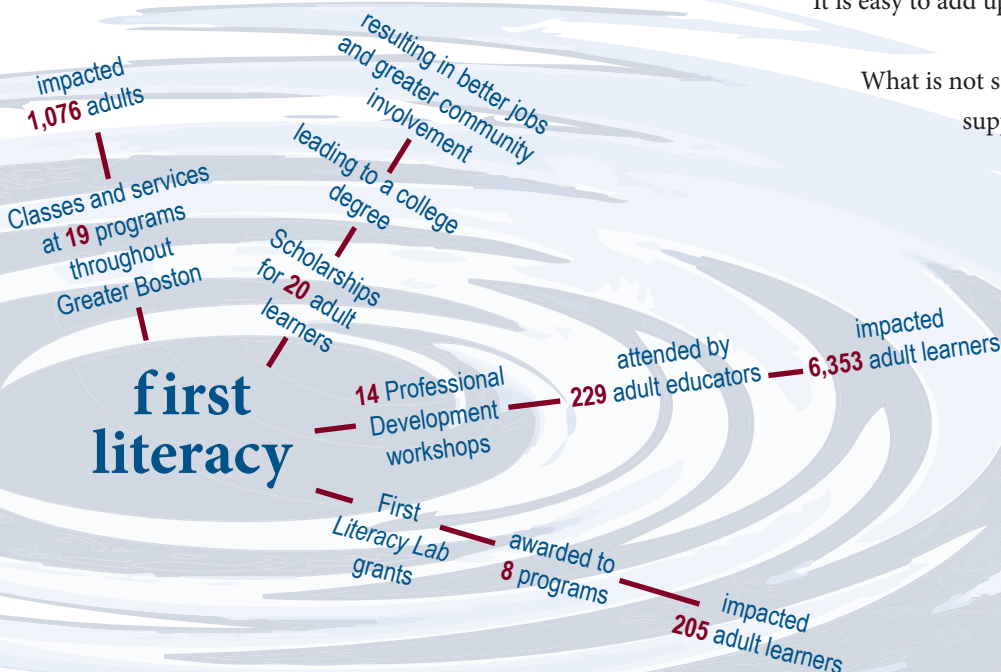 It is easy to add up
What is not s
supp
impacted
1,076 adults
Classes and services
at 19 programs
throughout
Greater Boston
resulting in better jobs
and greater community
involvement
leading to a college
degree
Scholarships
for 20 adult
learners
first
literacy
14 Professional
Development
workshops
attended by
229 adult educators
impacted
6,353 adult learners
First
Literacy Lab
grants
awarded to
8 programs
impacted
205 adult learners